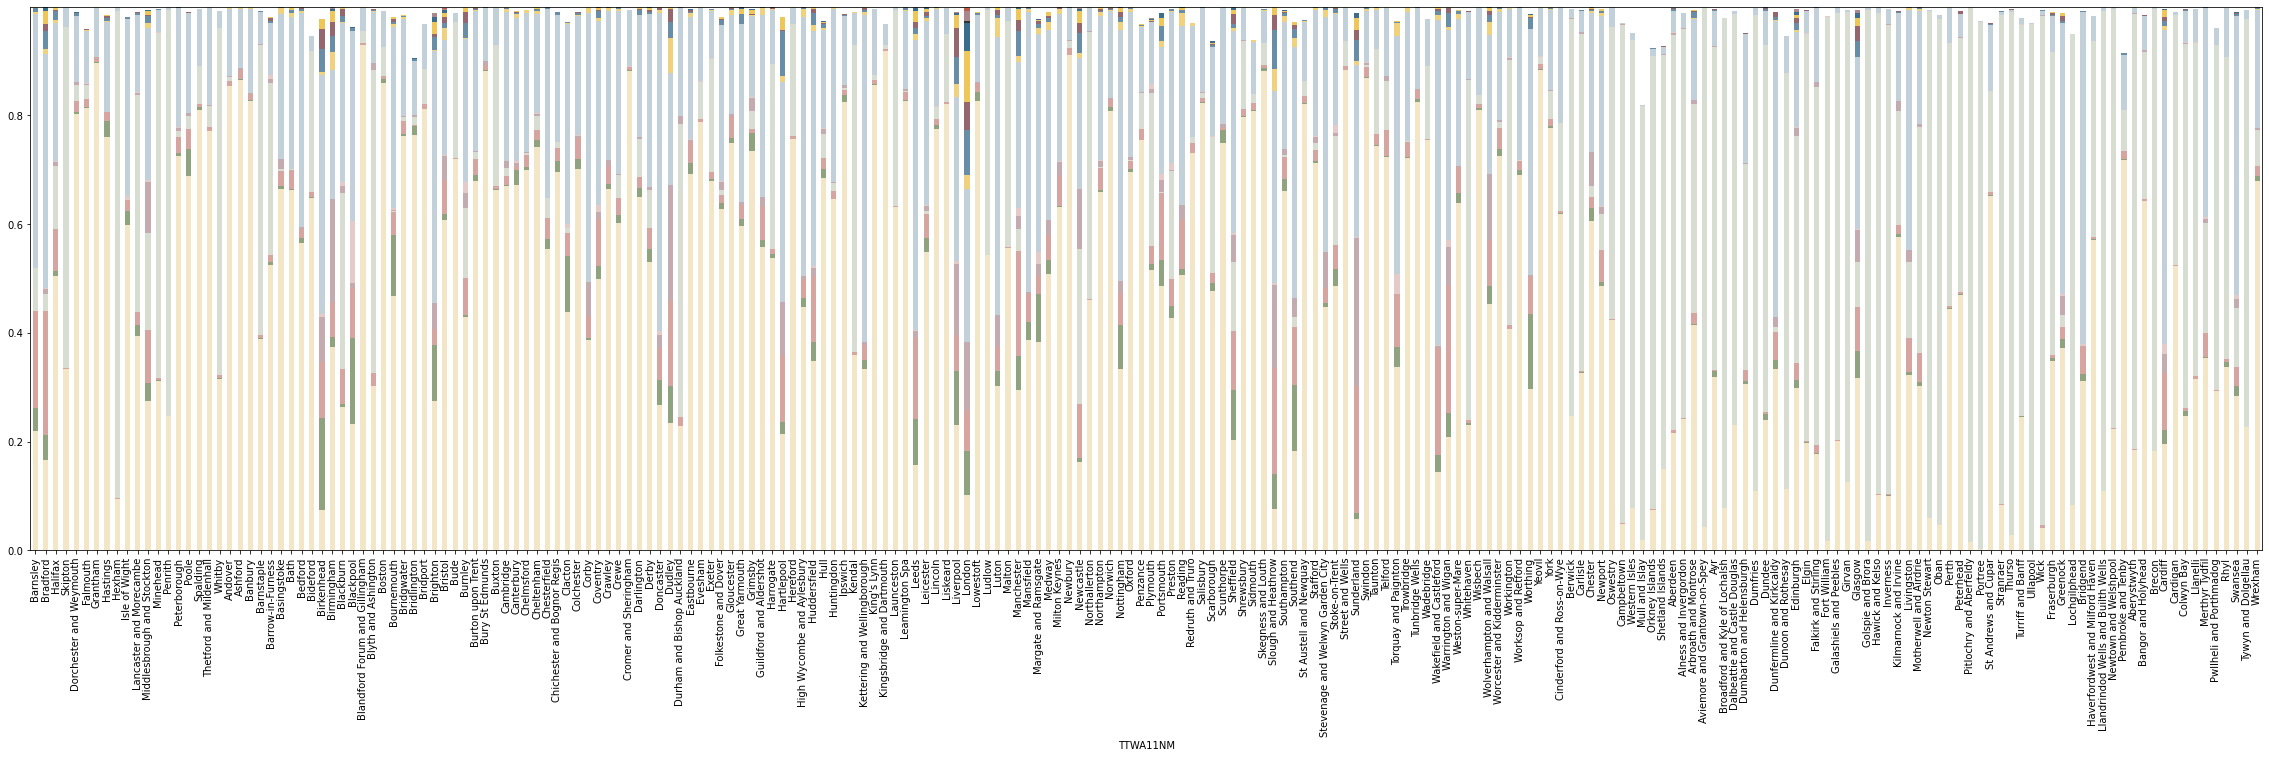 0.8
0.6
0.4
0.2
0.0
Barnsley
Bradford
Halifax
Skipton
Dorchester and Weymouth
Falmouth
Grantham
Hastings
Hexham
Isle of Wight
Lancaster and Morecambe
Middlesbrough and Stockton
Minehead
Penrith
Peterborough
Poole
Spalding
Thetford and Mildenhall
Whitby
Andover
Ashford
Banbury
Barnstaple
Barrow-in-Furness
Basingstoke
Bath
Bedford
Bideford
Birkenhead
Birmingham
Blackburn
Blackpool
Blandford Forum and Gillingham
Blyth and Ashington
Boston
Bournemouth
Bridgwater
Bridlington
Bridport
Brighton
Bristol
Bude
Burnley
Burton upon Trent
Bury St Edmunds
Buxton
Cambridge
Canterbury
Chelmsford
Cheltenham
Chesterfield
Chichester and Bognor Regis
Clacton
Colchester
Corby
Coventry
Crawley
Crewe
Cromer and Sheringham
Darlington
Derby
Doncaster
Dudley
Durham and Bishop Auckland
Eastbourne
Evesham
Exeter
Folkestone and Dover
Gloucester
Great Yarmouth
Grimsby
Guildford and Aldershot
Harrogate
Hartlepool
Hereford
High Wycombe and Aylesbury
Huddersfield
Hull
Huntingdon
Ipswich
Kendal
Kettering and Wellingborough
King's Lynn
Kingsbridge and Dartmouth
Launceston
Leamington Spa
Leeds
Leicester
Lincoln
Liskeard
Liverpool
London
Lowestoft
Ludlow
Luton
Malton
Manchester
Mansfield
Margate and Ramsgate
Medway
Milton Keynes
Newbury
Newcastle
Northallerton
Northampton
Norwich
Nottingham
Oxford
Penzance
Plymouth
Portsmouth
Preston
Reading
Redruth and Truro
Salisbury
Scarborough
Scunthorpe
Sheffield
Shrewsbury
Sidmouth
Skegness and Louth
Slough and Heathrow
Southampton
Southend
St Austell and Newquay
Stafford
Stevenage and Welwyn Garden City
Stoke-on-Trent
Street and Wells
Sunderland
Swindon
Taunton
Telford
Torquay and Paignton
Trowbridge
Tunbridge Wells
Wadebridge
Wakefield and Castleford
Warrington and Wigan
Weston-super-Mare
Whitehaven
Wisbech
Wolverhampton and Walsall
Worcester and Kidderminster
Workington
Worksop and Retford
Worthing
Yeovil
York
Cinderford and Ross-on-Wye
Berwick
Carlisle
Chester
Newport
Oswestry
Campbeltown
Western Isles
Mull and Islay
Orkney Islands
Shetland Islands
Aberdeen
Alness and Invergordon
Arbroath and Montrose
Aviemore and Grantown-on-Spey
Ayr
Broadford and Kyle of Lochalsh
Dalbeattie and Castle Douglas
Dumbarton and Helensburgh
Dumfries
Dundee
Dunfermline and Kirkcaldy
Dunoon and Rothesay
Edinburgh
Elgin
Falkirk and Stirling
Fort William
Galashiels and Peebles
Girvan
Glasgow
Golspie and Brora
Hawick and Kelso
Inverness
Kilmarnock and Irvine
Livingston
Motherwell and Airdrie
Newton Stewart
Oban
Perth
Peterhead
Pitlochry and Aberfeldy
Portree
St Andrews and Cupar
Stranraer
Thurso
Turriff and Banff
Ullapool
Wick
Fraserburgh
Greenock
Lochgilphead
Bridgend
Haverfordwest and Milford Haven
Llandrindod Wells and Builth Wells
Newtown and Welshpool
Pembroke and Tenby
Aberystwyth
Bangor and Holyhead
Brecon
Cardiff
Cardigan
Colwyn Bay
Llanelli
Merthyr Tydfil
Pwllheli and Porthmadog
Rhyl
Swansea
Tywyn and Dolgellau
Wrexham
TTWA11NM